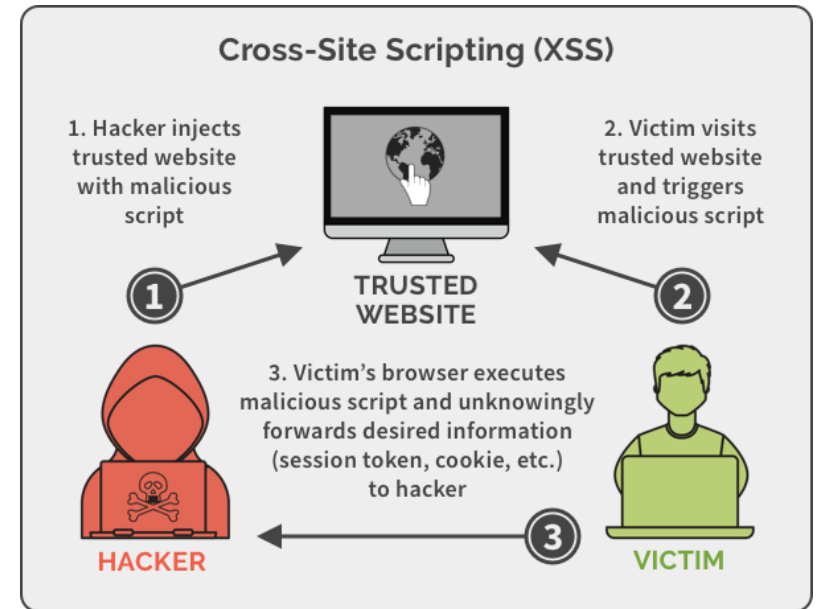 Cross-Site Scripting (XSS)
1. Hacker injects
trusted website
with malicious
script
2. Victim visits
trusted website
and triggers
malicious script
1
TRUSTED
WEBSITE
2
3. Victim’s browser executes
malicious script and unknowingly
forwards desired information
(session token, cookie, etc.)
to hacker
HACKER
3
VICTIM